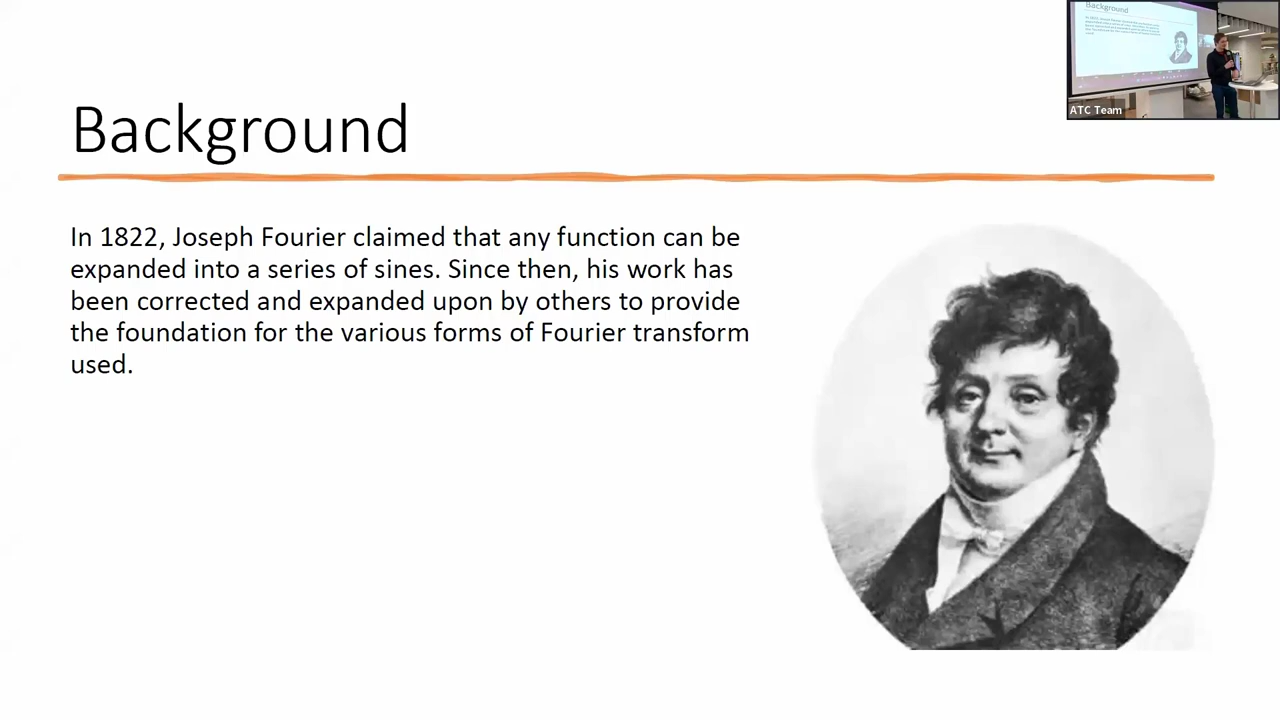 Background
In 1822, Joseph Fourier claimed that any function can be
expanded into a series of sines. Since then, his work has
been corrected and expanded upon by others to provide
the foundation for the various forms of Fourier transform
used.
Background
ATC Team